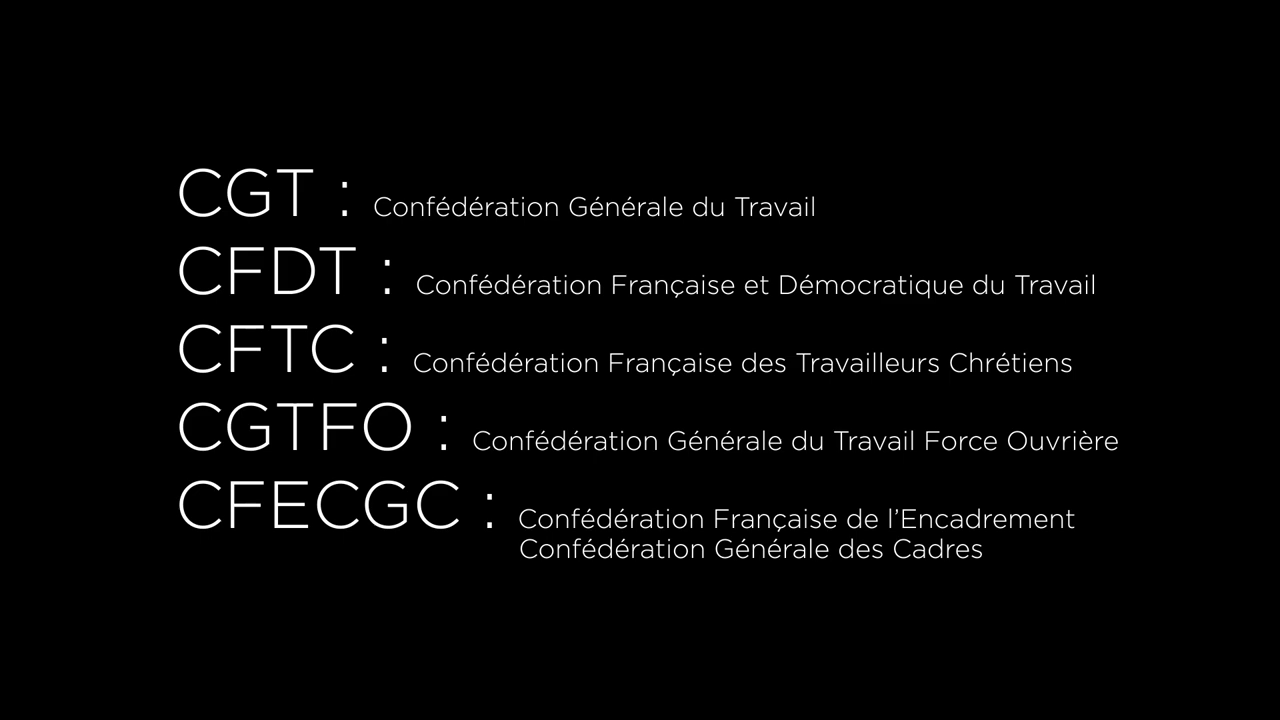 CGT : Confédération Générale du Travail
CFDT : Confédération Française et Démocratique du Travail
CFTC : Confédération Française des Travailleurs Chrétiens
CGTFO : Confédération Générale du Travail Force Ouvrière
CFECGC : Confédération Française de l’Encadrement
Confédération Générale des Cadres